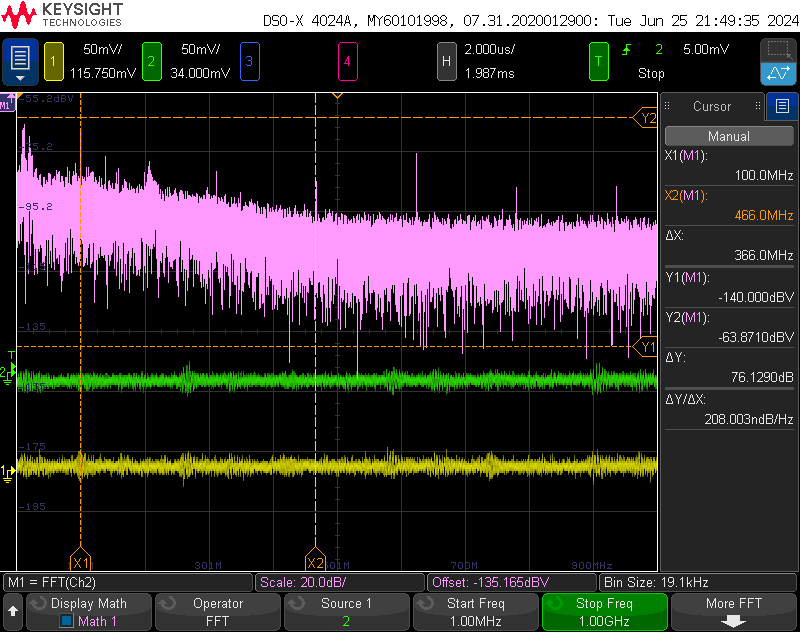 KEYSIGHT
TECHNOLOGIES
DSO-X 4024A, MY60101998, 07.31.2020012900: Tue Jun 25 21:49:35 2024
1 50mV/ 2 50mV/ 3 4 H 2.000us/ T 2 5.00mV
115.750mV 34.000mV 1.987ms Stop
M1
-55.2dBV
Y2
-95.2
-135
Y1
T
2
-175
1
-195
X1 X2
301M 501M 700M 900MHz
Cursor
Manual
X1(M1):
100.0MHz
X2(M1):
466.0MHz
ΔX:
366.0MHz
Y1(M1):
-140.000dBV
Y2(M1):
-63.8710dBV
ΔY:
76.1290dB
ΔY/ΔX:
208.003ndB/Hz
M1 = FFT(Ch2) Scale: 20.0dB/ Offset: -135.165dBV Bin Size: 19.1kHz
Display Math Operator Source 1 Start Freq Stop Freq More FFT
Math 1 FFT 2 1.00MHz 1.00GHz